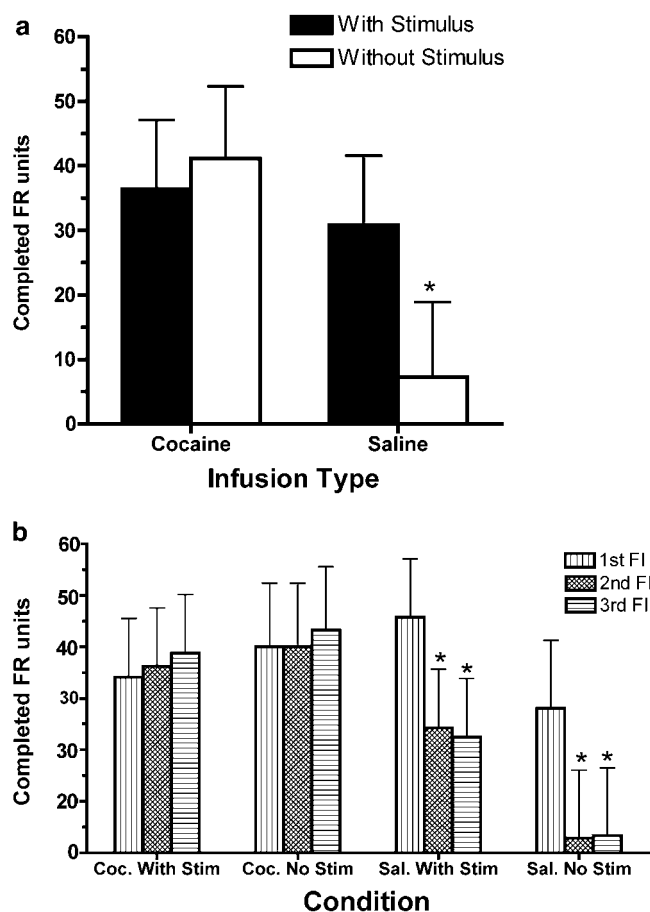 a
With Stimulus
Without Stimulus
Completed FR units
60
50
40
30
20
10
0
*
Cocaine
Saline
Infusion Type
b
1st FI
2nd FI
3rd FI
Completed FR units
60
50
40
30
30
20
0
* *
* *
Coc. With Stim
Coc. No Stim
Sal. With Stim
Sal. No Stim
Condition